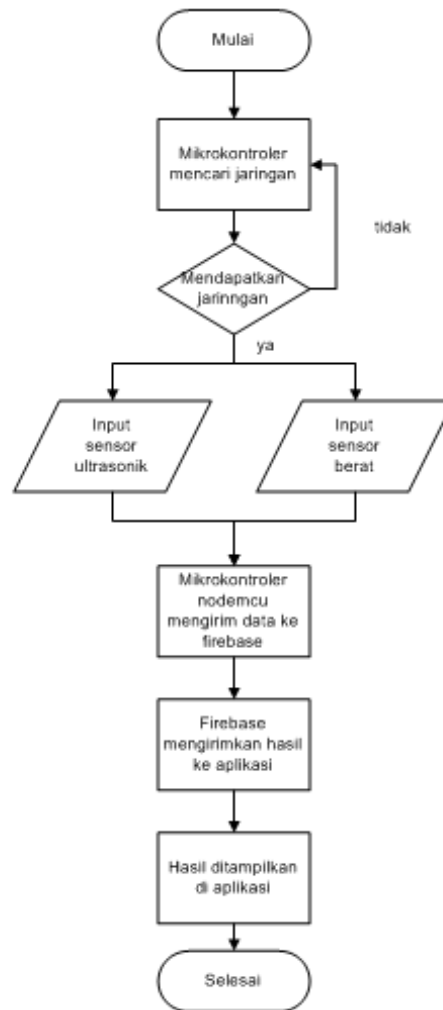 Mulai
Mikrokontroler
mencari jaringan
tidak
Mendapatkan
jarinngan
ya
Input
sensor
ultrasonik
Input
sensor
berat
Mikrokontroler
nodemcu
mengirim data ke
firebase
Firebase
mengirimkan hasil
ke aplikasi
Hasil ditampilkan
di aplikasi
Selesai